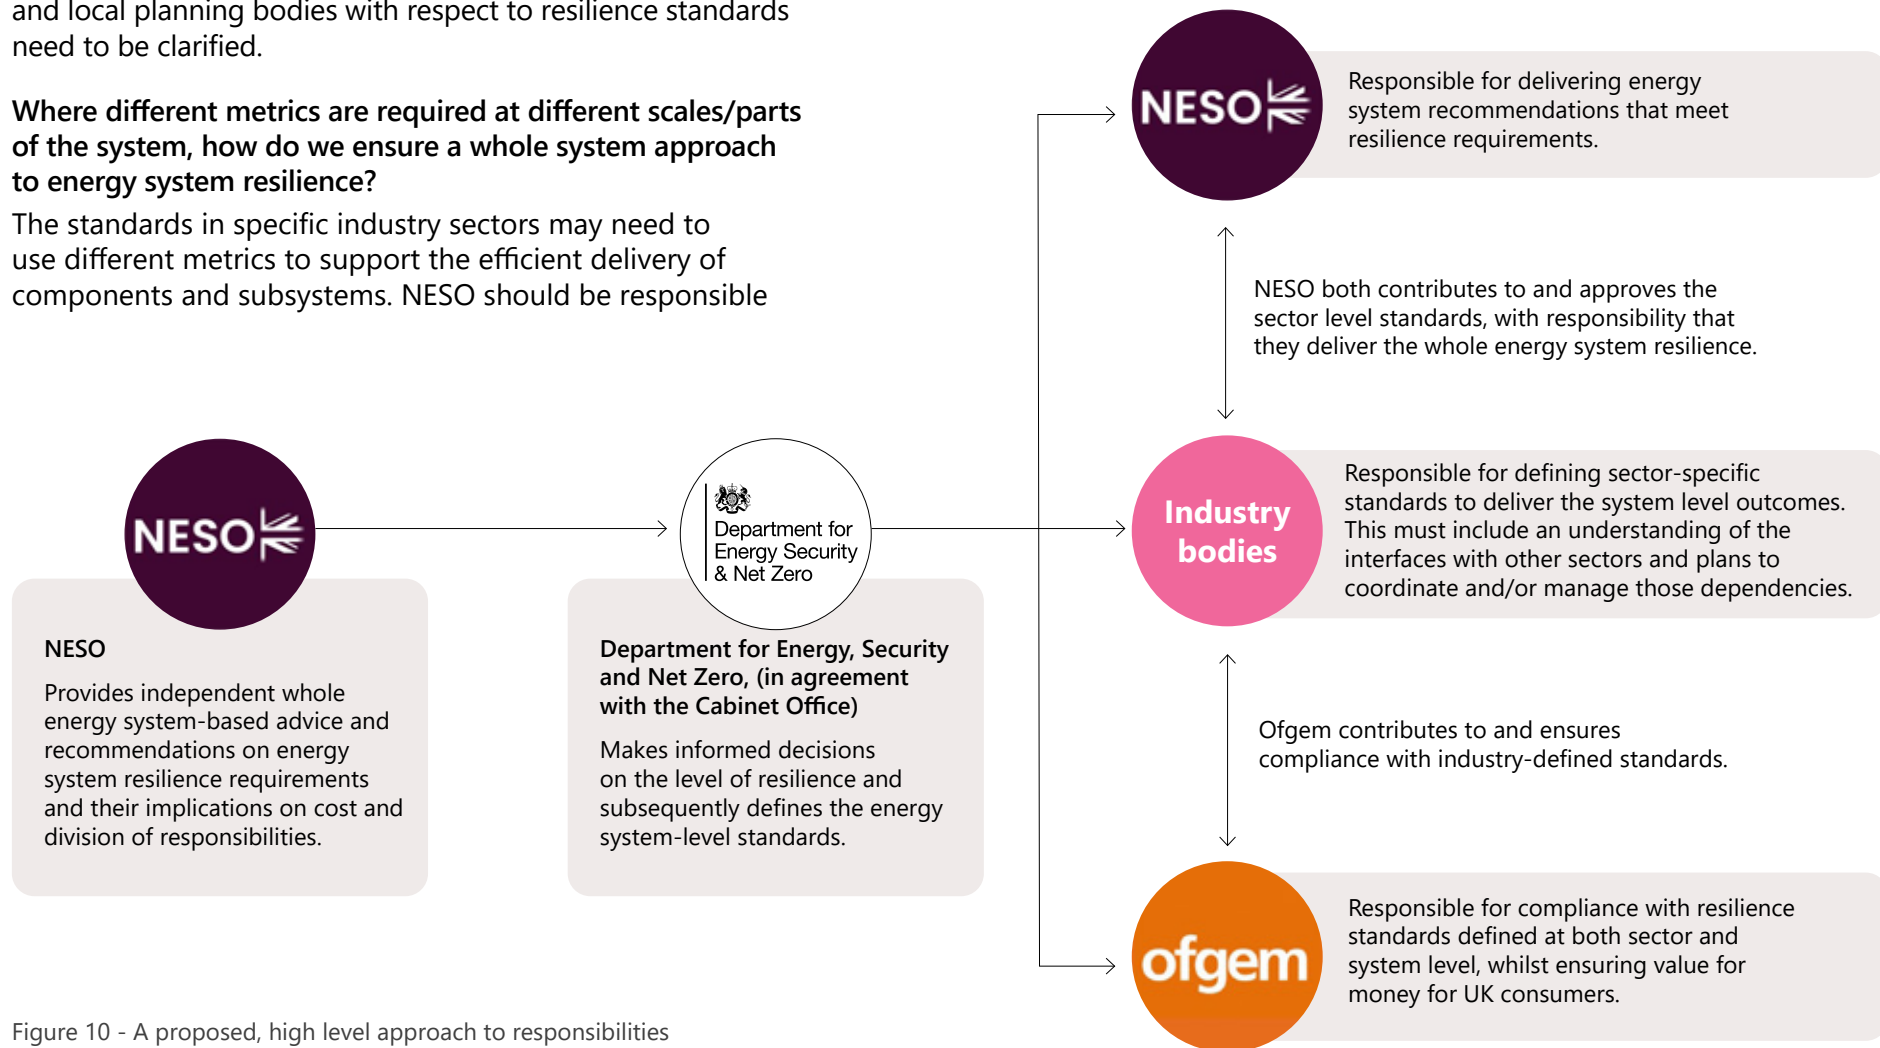 and local planning bodies with respect to resilience standards
need to be clarified.
Where different metrics are required at different scales/parts
of the system, how do we ensure a whole system approach
to energy system resilience?
The standards in specific industry sectors may need to
use different metrics to support the efficient delivery of
components and subsystems. NESO should be responsible
NESO
NESO
Provides independent whole
energy system-based advice and
recommendations on energy
system resilience requirements
and their implications on cost and
division of responsibilities.
Department for
Energy Security
& Net Zero
Department for Energy, Security
and Net Zero, (in agreement
with the Cabinet Office)
Makes informed decisions
on the level of resilience and
subsequently defines the energy
system-level standards.
NESO
Responsible for delivering energy
system recommendations that meet
resilience requirements.
NESO both contributes to and approves the
sector level standards, with responsibility that
they deliver the whole energy system resilience.
Industry
bodies
Responsible for defining sector-specific
standards to deliver the system level outcomes.
This must include an understanding of the
interfaces with other sectors and plans to
coordinate and/or manage those dependencies.
Ofgem contributes to and ensures
compliance with industry-defined standards.
ofgem
Responsible for compliance with resilience
standards defined at both sector and
system level, whilst ensuring value for
money for UK consumers.
Figure 10 - A proposed, high level approach to responsibilities